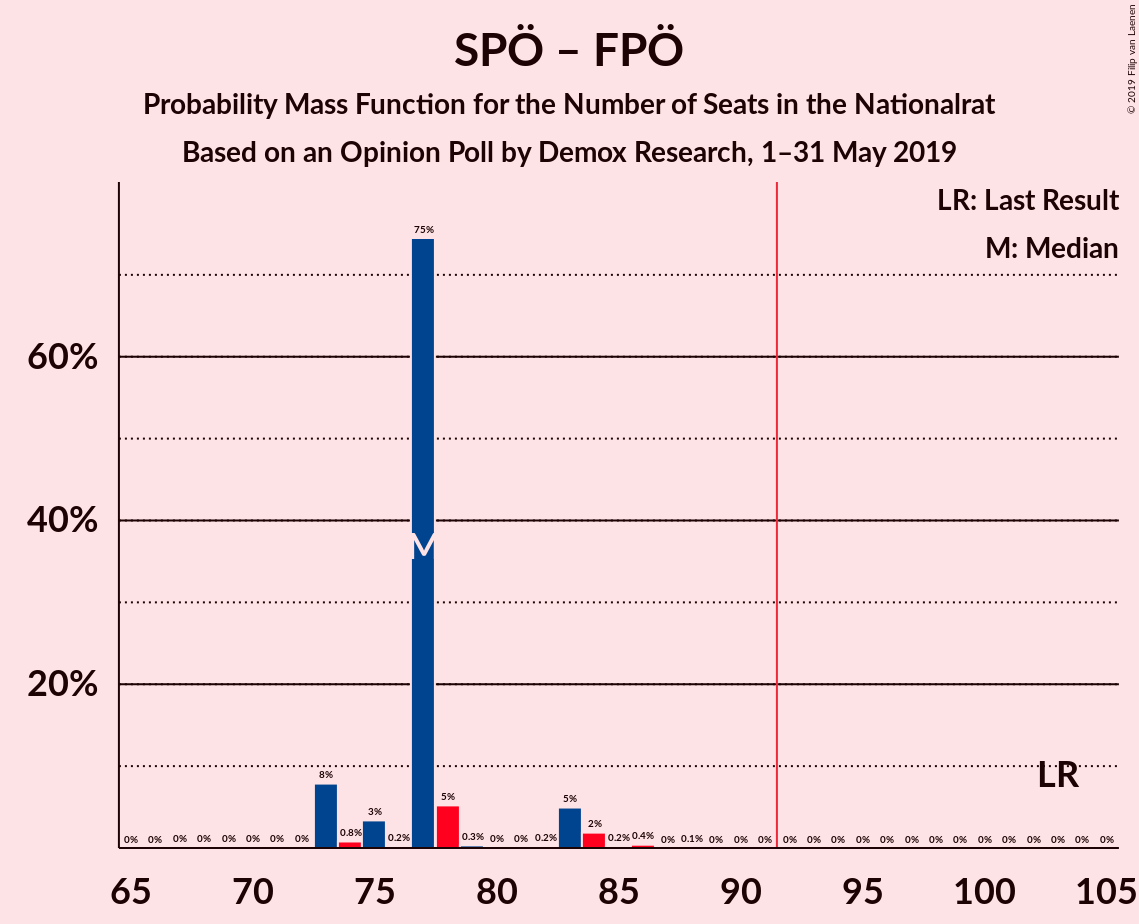 © 2019 Filip van Laenen
SPÖ – FPÖ
Probability Mass Function for the Number of Seats in the Nationalrat
Based on an Opinion Poll by Demox Research, 1–31 May 2019
LR: Last Result
M: Median
60%
40%
20%
0% 0% 0% 0% 0% 0% 0% 0% 8% 0.8% 3% 0.2% 75% 5% 0.3% 0% 0% 0.2% 5% 2% 0.2% 0.4% 0% 0.1% 0% 0% 0% 0% 0% 0% 0% 0% 0% 0% 0% 0% 0% 0% 0% 0% 0%
M
LR
65 70 75 80 85 90 95 100 105